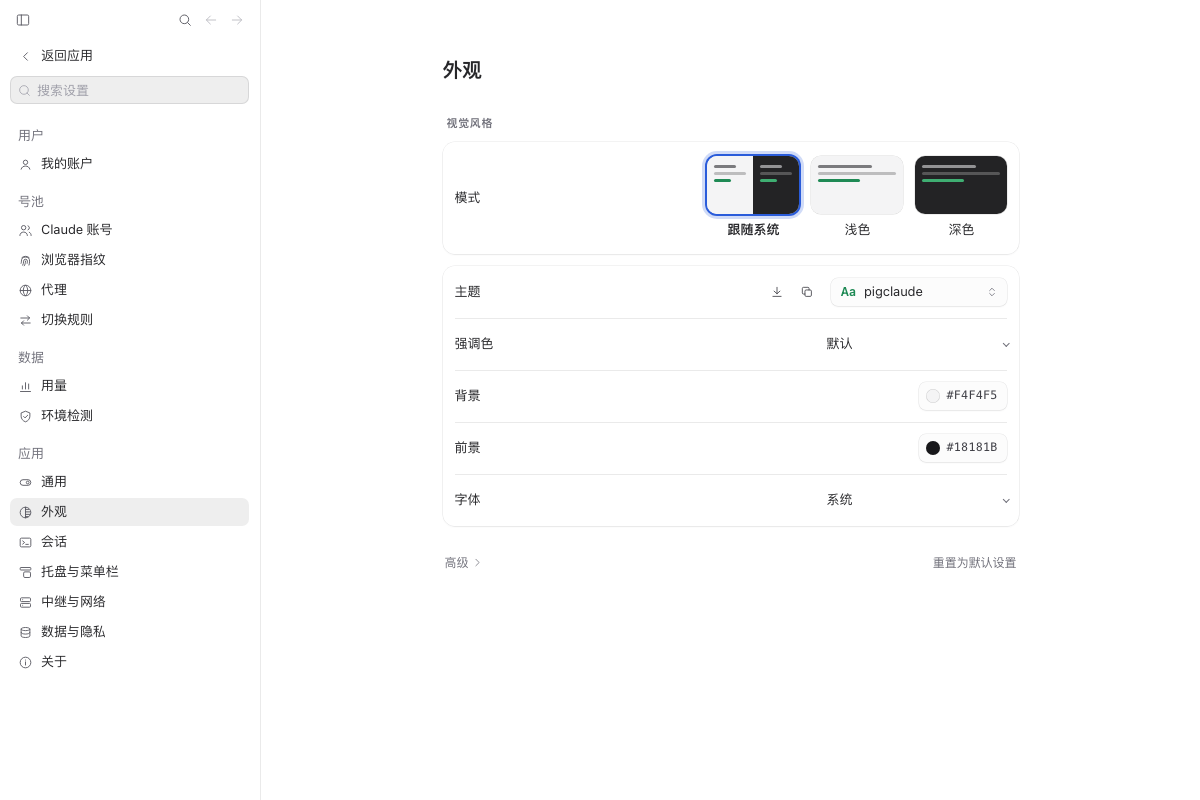 返回应用
搜索设置
用户
我的账户
号池
Claude 账号
浏览器指纹
代理
切换规则
数据
用量
环境检测
应用
通用
外观
会话
托盘与菜单栏
中继与网络
数据与隐私
关于
外观
视觉风格
模式
跟随系统
浅色
深色
主题
Aa pigclaude
强调色
默认
背景
#F4F4F5
前景
#18181B
字体
系统
高级
重置为默认设置